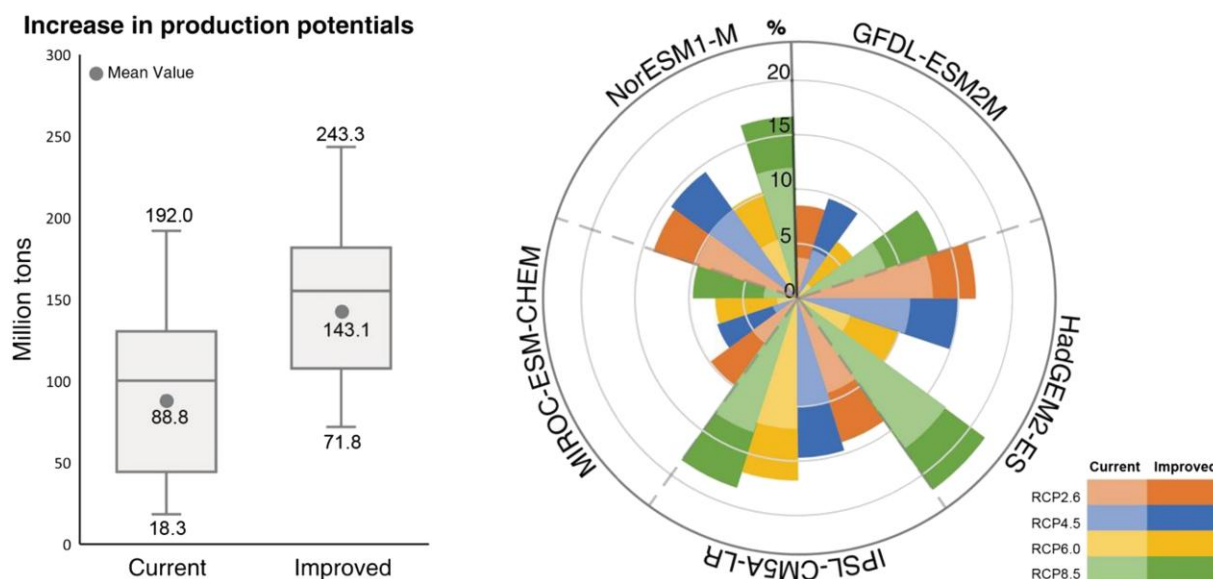 Increase in production potentials
300
250
200
150
100
50
0
Million tons
Mean Value
192.0
88.8
18.3
243.3
143.1
71.8
Current
Improved
%
20
15
10
5
0
NorESM1-M
GFDL-ESM2M
HadGEM2-ES
IPSL-CM5A-LR
MIROC-ESM-CHEM
Current Improved
RCP2.6
RCP4.5
RCP6.0
RCP8.5